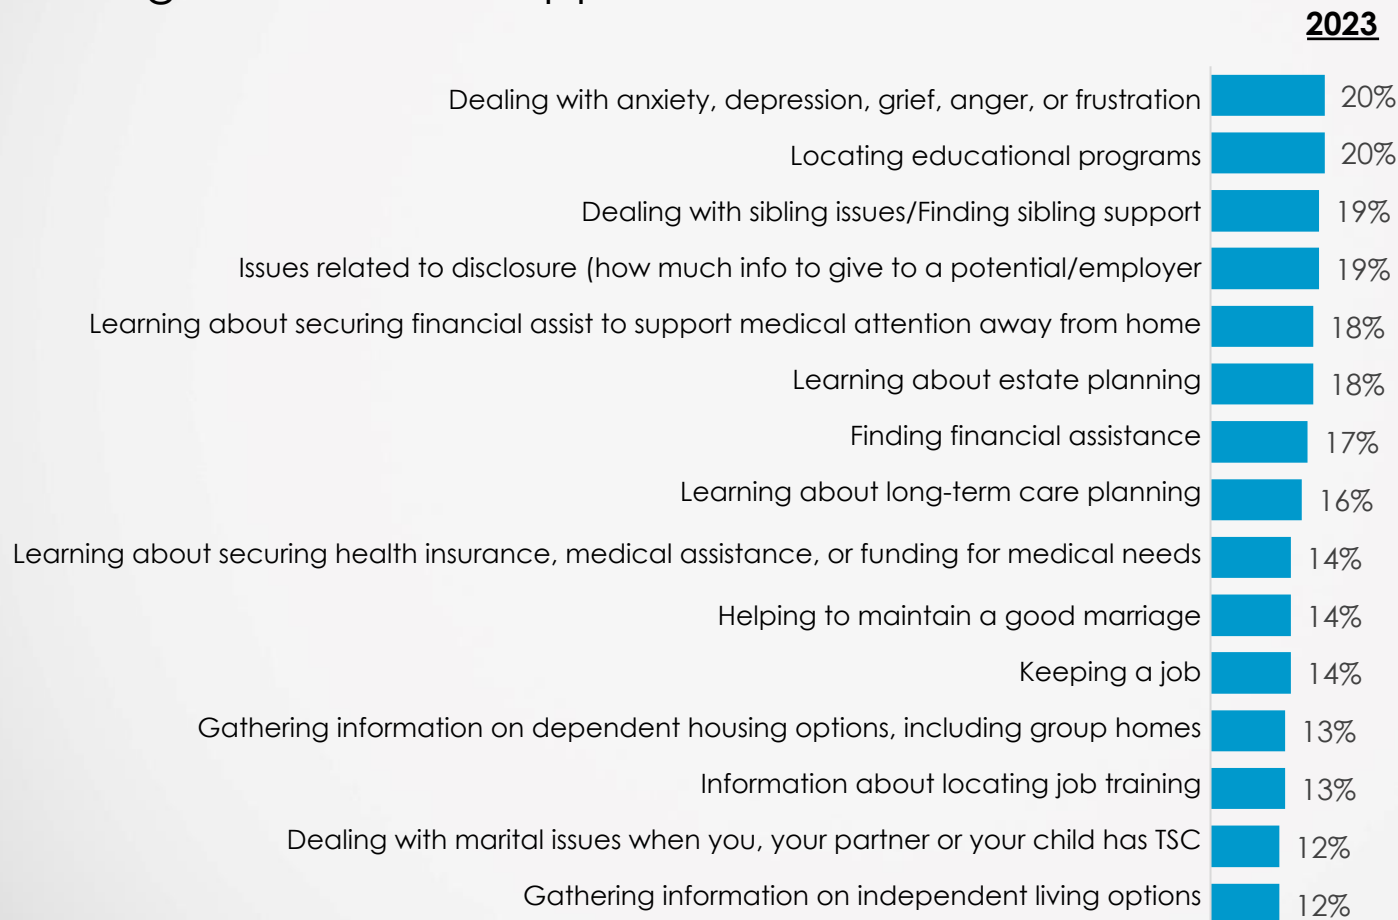 2023
Dealing with anxiety, depression, grief, anger, or frustration 20%
Locating educational programs 20%
Dealing with sibling issues/Finding sibling support 19%
Issues related to disclosure (how much info to give to a potential/employer 19%
Learning about securing financial assist to support medical attention away from home 18%
Learning about estate planning 18%
Finding financial assistance 17%
Learning about long-term care planning 16%
Learning about securing health insurance, medical assistance, or funding for medical needs 14%
Helping to maintain a good marriage 14%
Keeping a job 14%
Gathering information on dependent housing options, including group homes 13%
Information about locating job training 13%
Dealing with marital issues when you, your partner or your child has TSC 12%
Gathering information on independent living options 12%